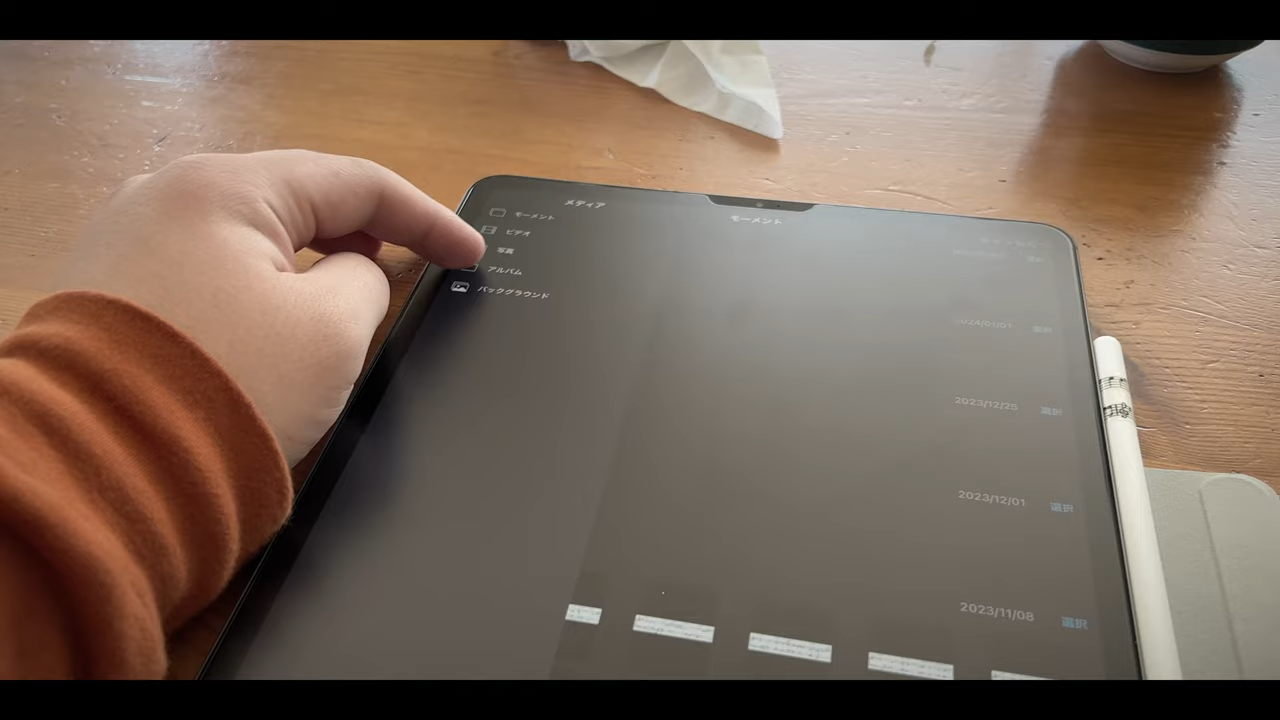 メディア
モーメント
モーメント
ビデオ
写真
アルバム
バックグラウンド
2024/01/01 選択
2023/12/25 選択
2023/12/01 選択
2023/11/08 選択